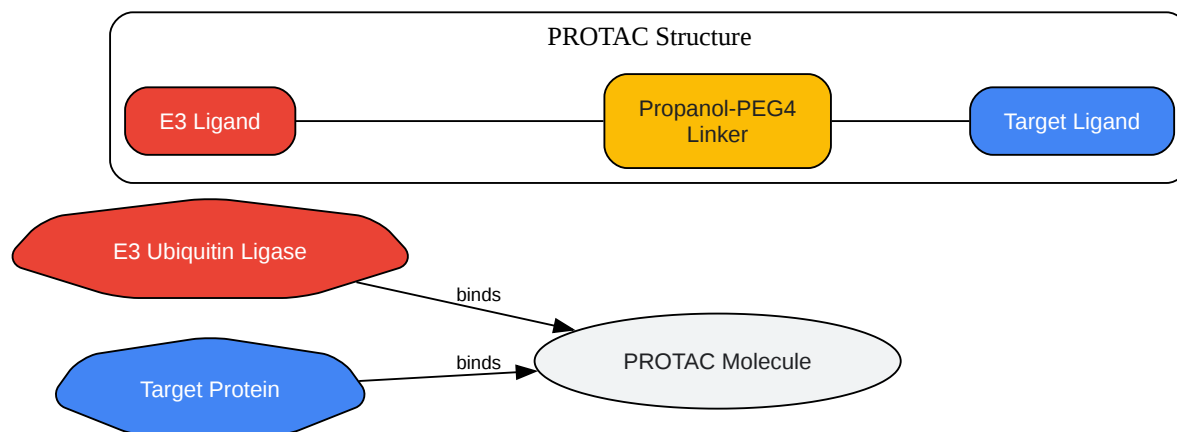 PROTAC Structure
E3 Ligand
Propanol-PEG4
Linker
Target Ligand
E3 Ubiquitin Ligase
binds
binds
PROTAC Molecule
Target Protein